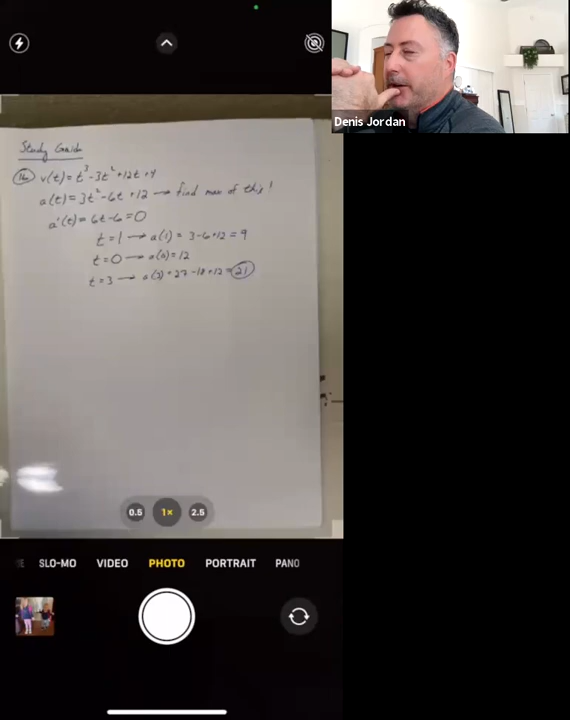 Denis Jordan
Study Guide
16 v(t) = t³ - 3t² + 12t + 4
a(t) = 3t² - 6t + 12 → find max of this!
a'(t) = 6t - 6 = 0
t = 1 → a(1) = 3 - 6 + 12 = 9
t = 0 → a(0) = 12
t = 3 → a(3) = 27 - 18 + 12 = 21
0.5 1× 2.5
SLO-MO VIDEO PHOTO PORTRAIT PANO